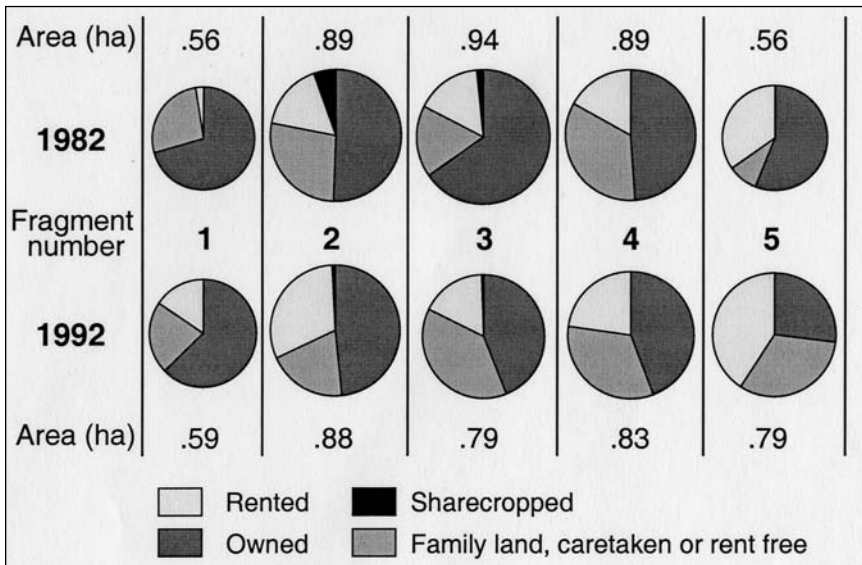 Area (ha) .56 .89 .94 .89 .56
1982
Fragment number 1 2 3 4 5
1992
Area (ha) .59 .88 .79 .83 .79
Rented Sharecropped
Owned Family land, caretaken or rent free